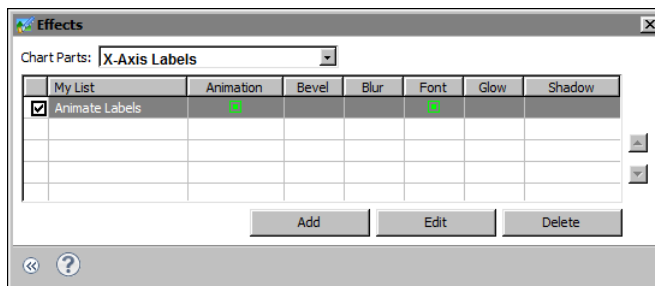 Effects
Chart Parts: X-Axis Labels
My List Animation Bevel Blur Font Glow Shadow
Animate Labels
Add Edit Delete